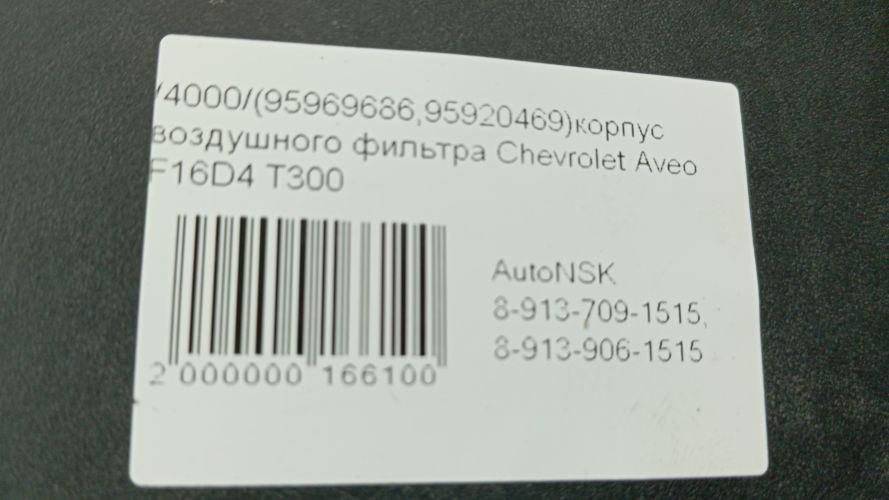 /4000/(95969686,95920469)корпус
воздушного фильтра Chevrolet Aveo
F16D4 T300
AutoNSK
8-913-709-1515,
8-913-906-1515
2 000000 166100